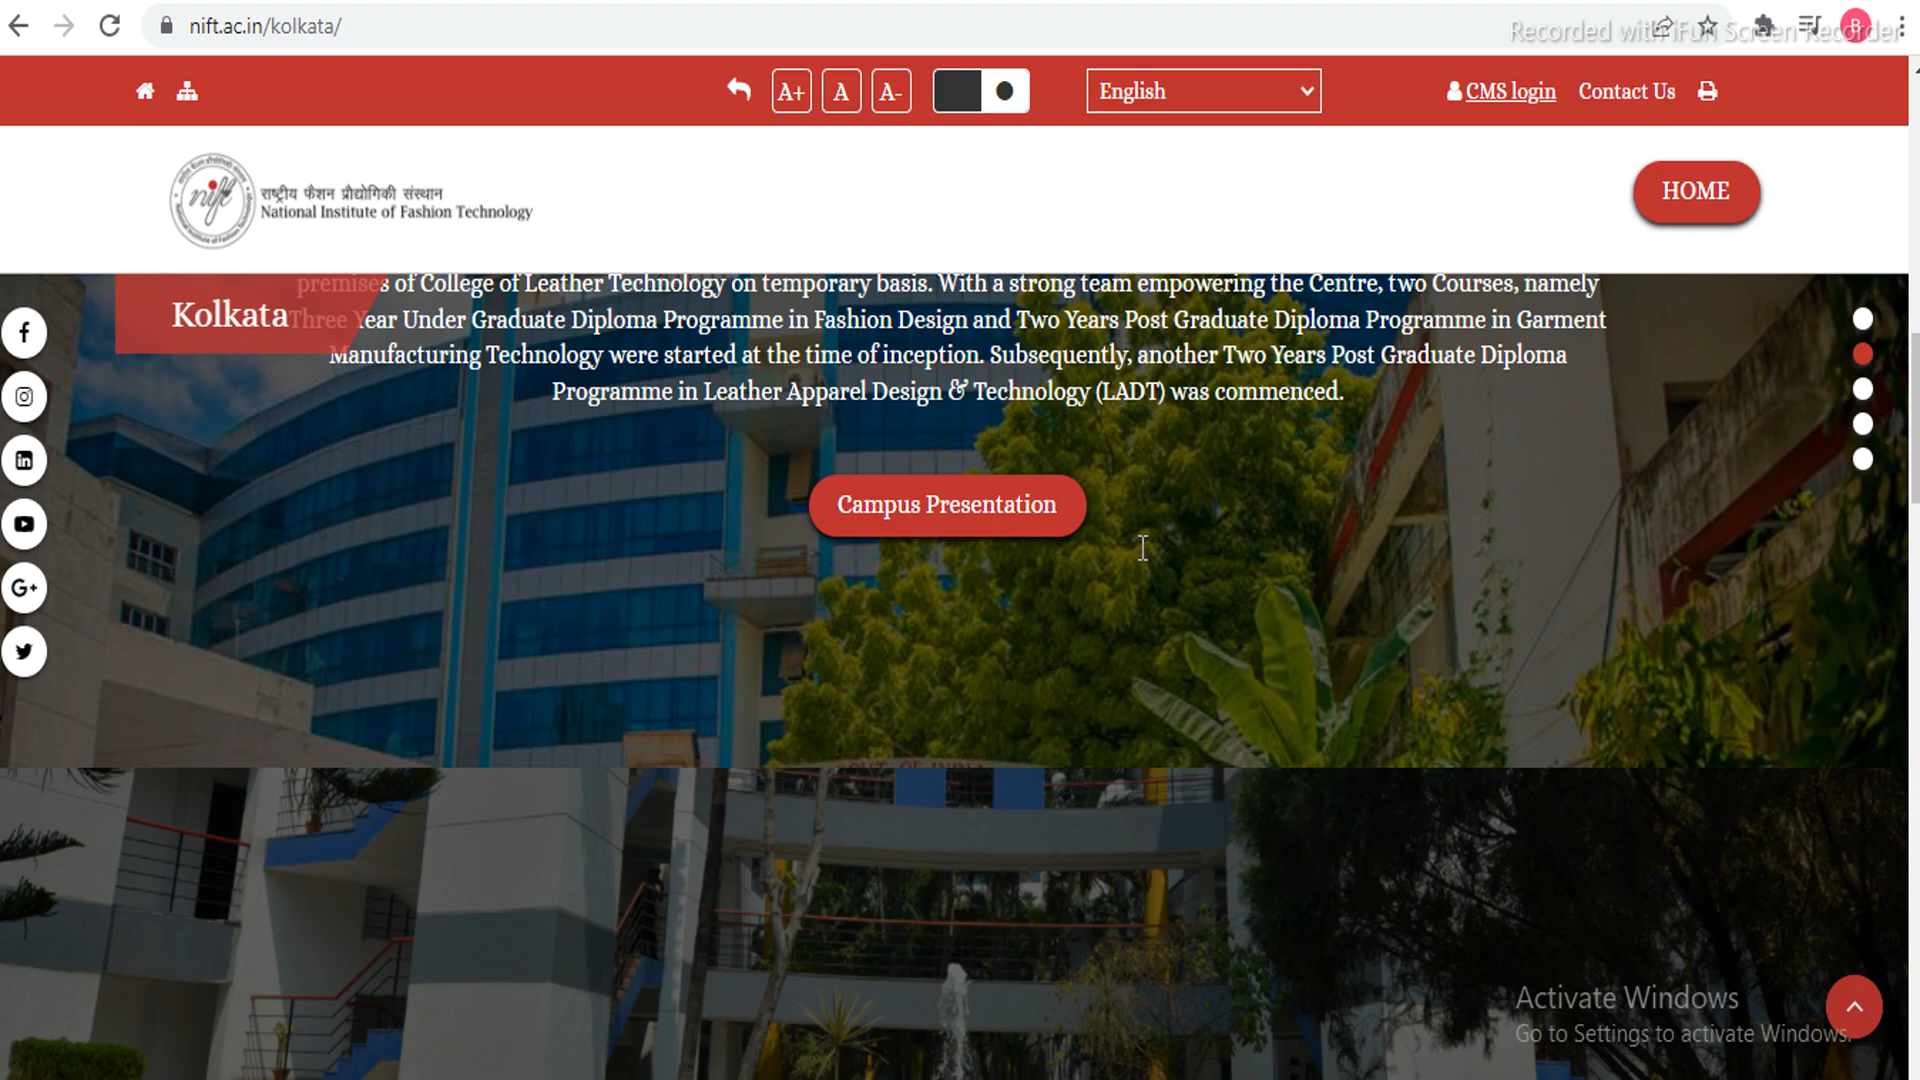 nift.ac.in/kolkata/
Recorded with iFun Screen Recorder
B
A+ A A-
English
CMS login
Contact Us
nift
राष्ट्रीय फैशन प्रौद्योगिकी संस्थान
National Institute of Fashion Technology
HOME
premises of College of Leather Technology on temporary basis. With a strong team empowering the Centre, two Courses, namely
Kolkata
Three Year Under Graduate Diploma Programme in Fashion Design and Two Years Post Graduate Diploma Programme in Garment
Manufacturing Technology were started at the time of inception. Subsequently, another Two Years Post Graduate Diploma
Programme in Leather Apparel Design & Technology (LADT) was commenced.
Campus Presentation
G+
GOVT OF INDIA
Activate Windows
Go to Settings to activate Windows.